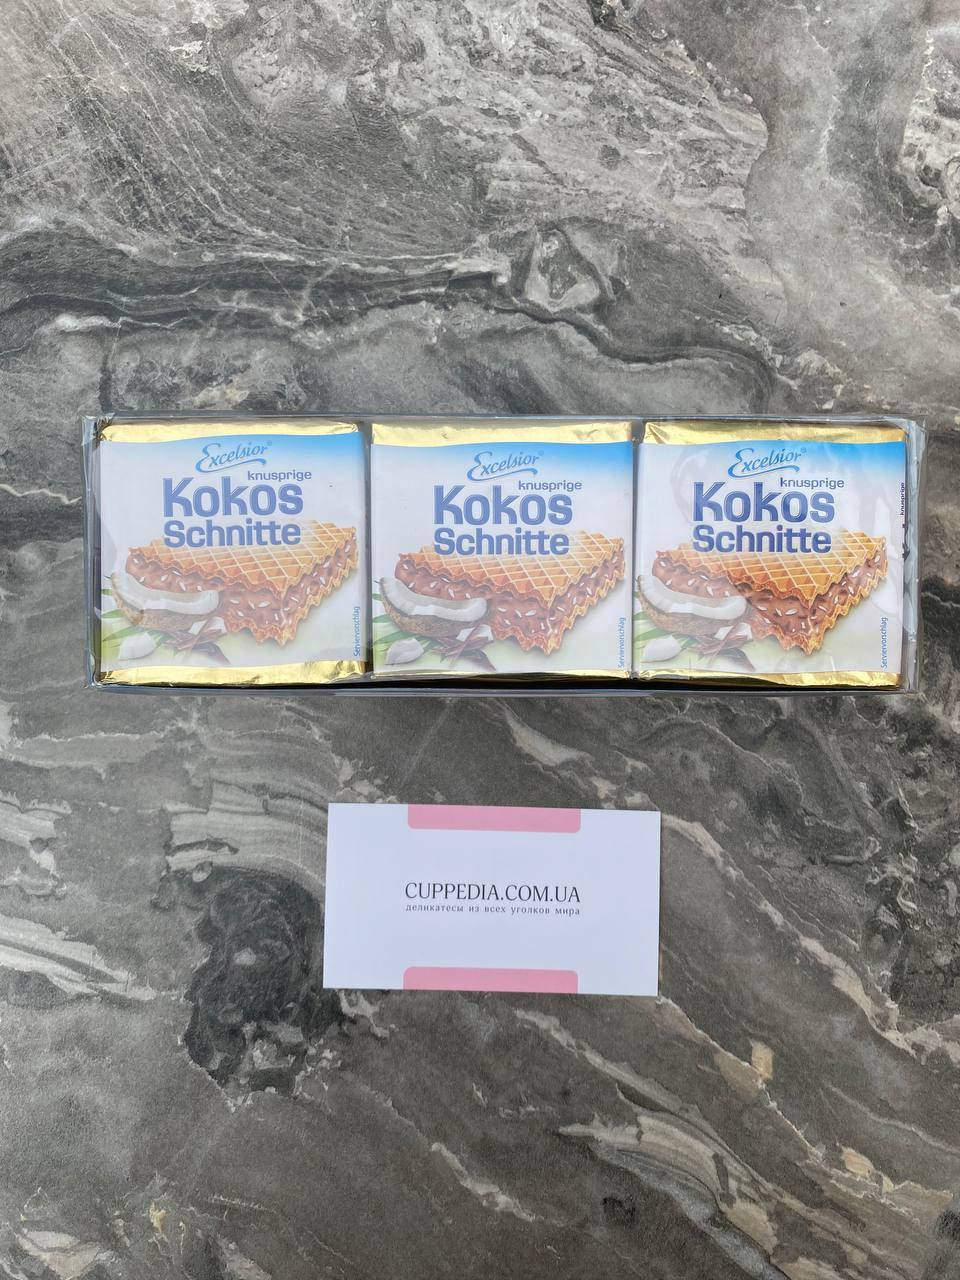 Excelsior®
knusprige
Kokos
Schnitte
Serviervorschlag
Excelsior®
knusprige
Kokos
Schnitte
Serviervorschlag
Excelsior®
knusprige
Kokos
Schnitte
Serviervorschlag
knusprige
CUPPEDIA.COM.UA
деликатесы из всех уголков мира